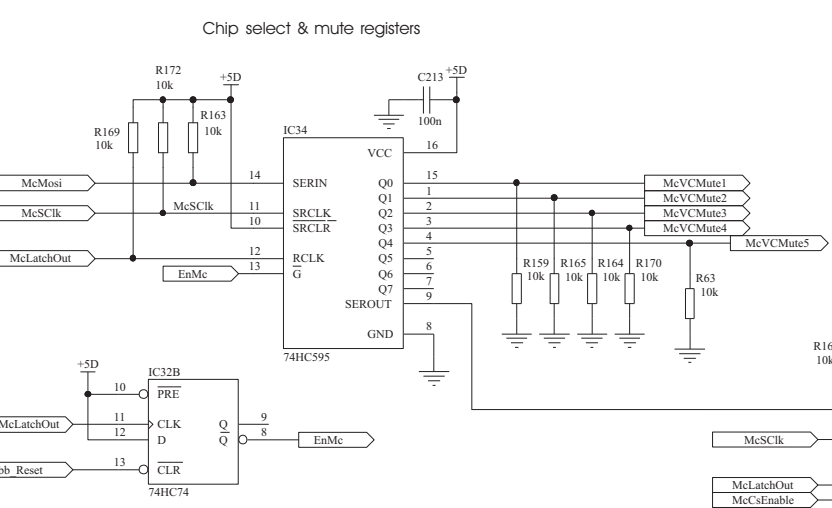 Chip select & mute registers
R172
10k
+5D
R163
10k
R169
10k
C213
+5D
100n
IC34
VCC
16
McMosi
14
SERIN
Q0
15
McVCMute1
Q1
1
McVCMute2
McSClk
McSClk
11
SRCLK
Q2
2
McVCMute3
10
SRCLR
Q3
3
McVCMute4
Q4
4
McVCMute5
McLatchOut
12
RCLK
Q5
5
EnMc
13
G
Q6
6
Q7
7
SEROUT
9
GND
8
74HC595
R159
10k
R165
10k
R164
10k
R170
10k
R63
10k
+5D
IC32B
10
PRE
McLatchOut
11
CLK
Q
9
12
D
Q
8
EnMc
bb_Reset
13
CLR
74HC74
R16
10k
McSClk
McLatchOut
McCsEnable